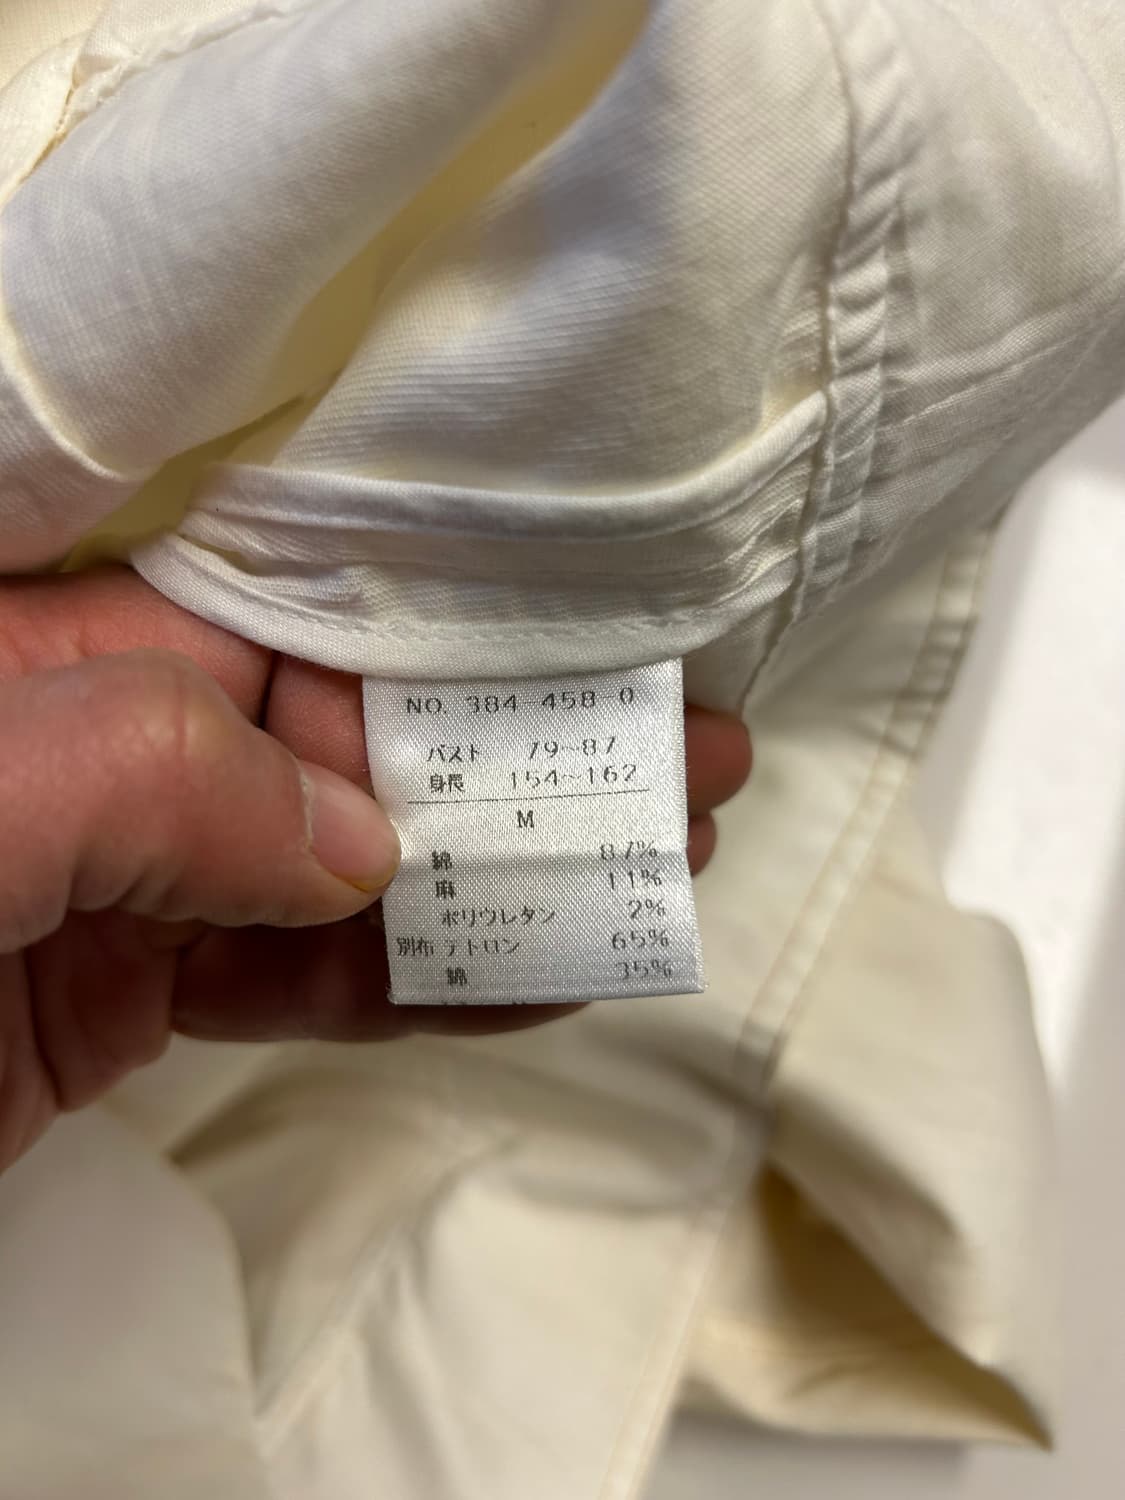 NO. 384-458-0
バスト 79~87
身長 154~162
M
綿 87%
麻 11%
ポリウレタン 2%
別布 テトロン 65%
綿 35%